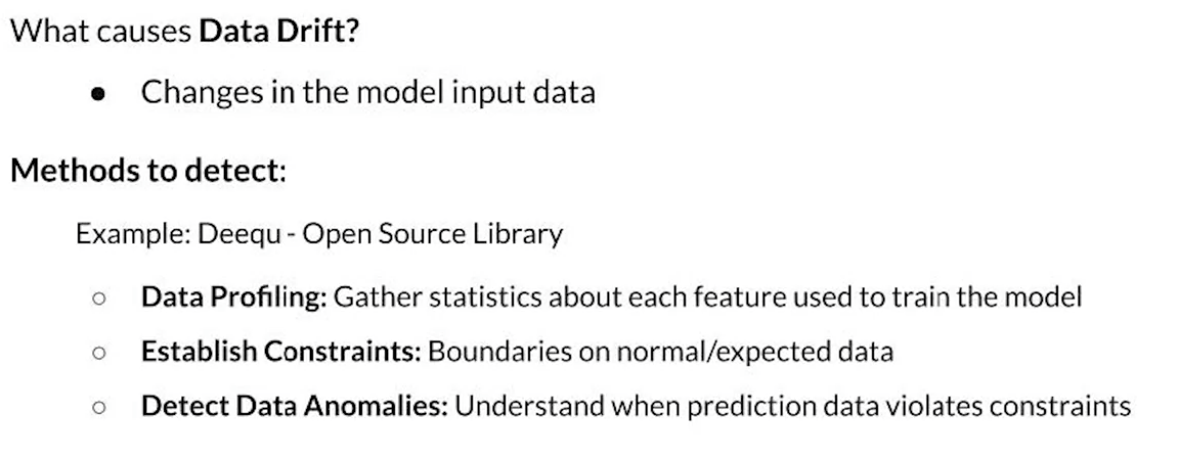 What causes Data Drift?
● Changes in the model input data
Methods to detect:
Example: Deequ - Open Source Library
○ Data Profiling: Gather statistics about each feature used to train the model
○ Establish Constraints: Boundaries on normal/expected data
○ Detect Data Anomalies: Understand when prediction data violates constraints